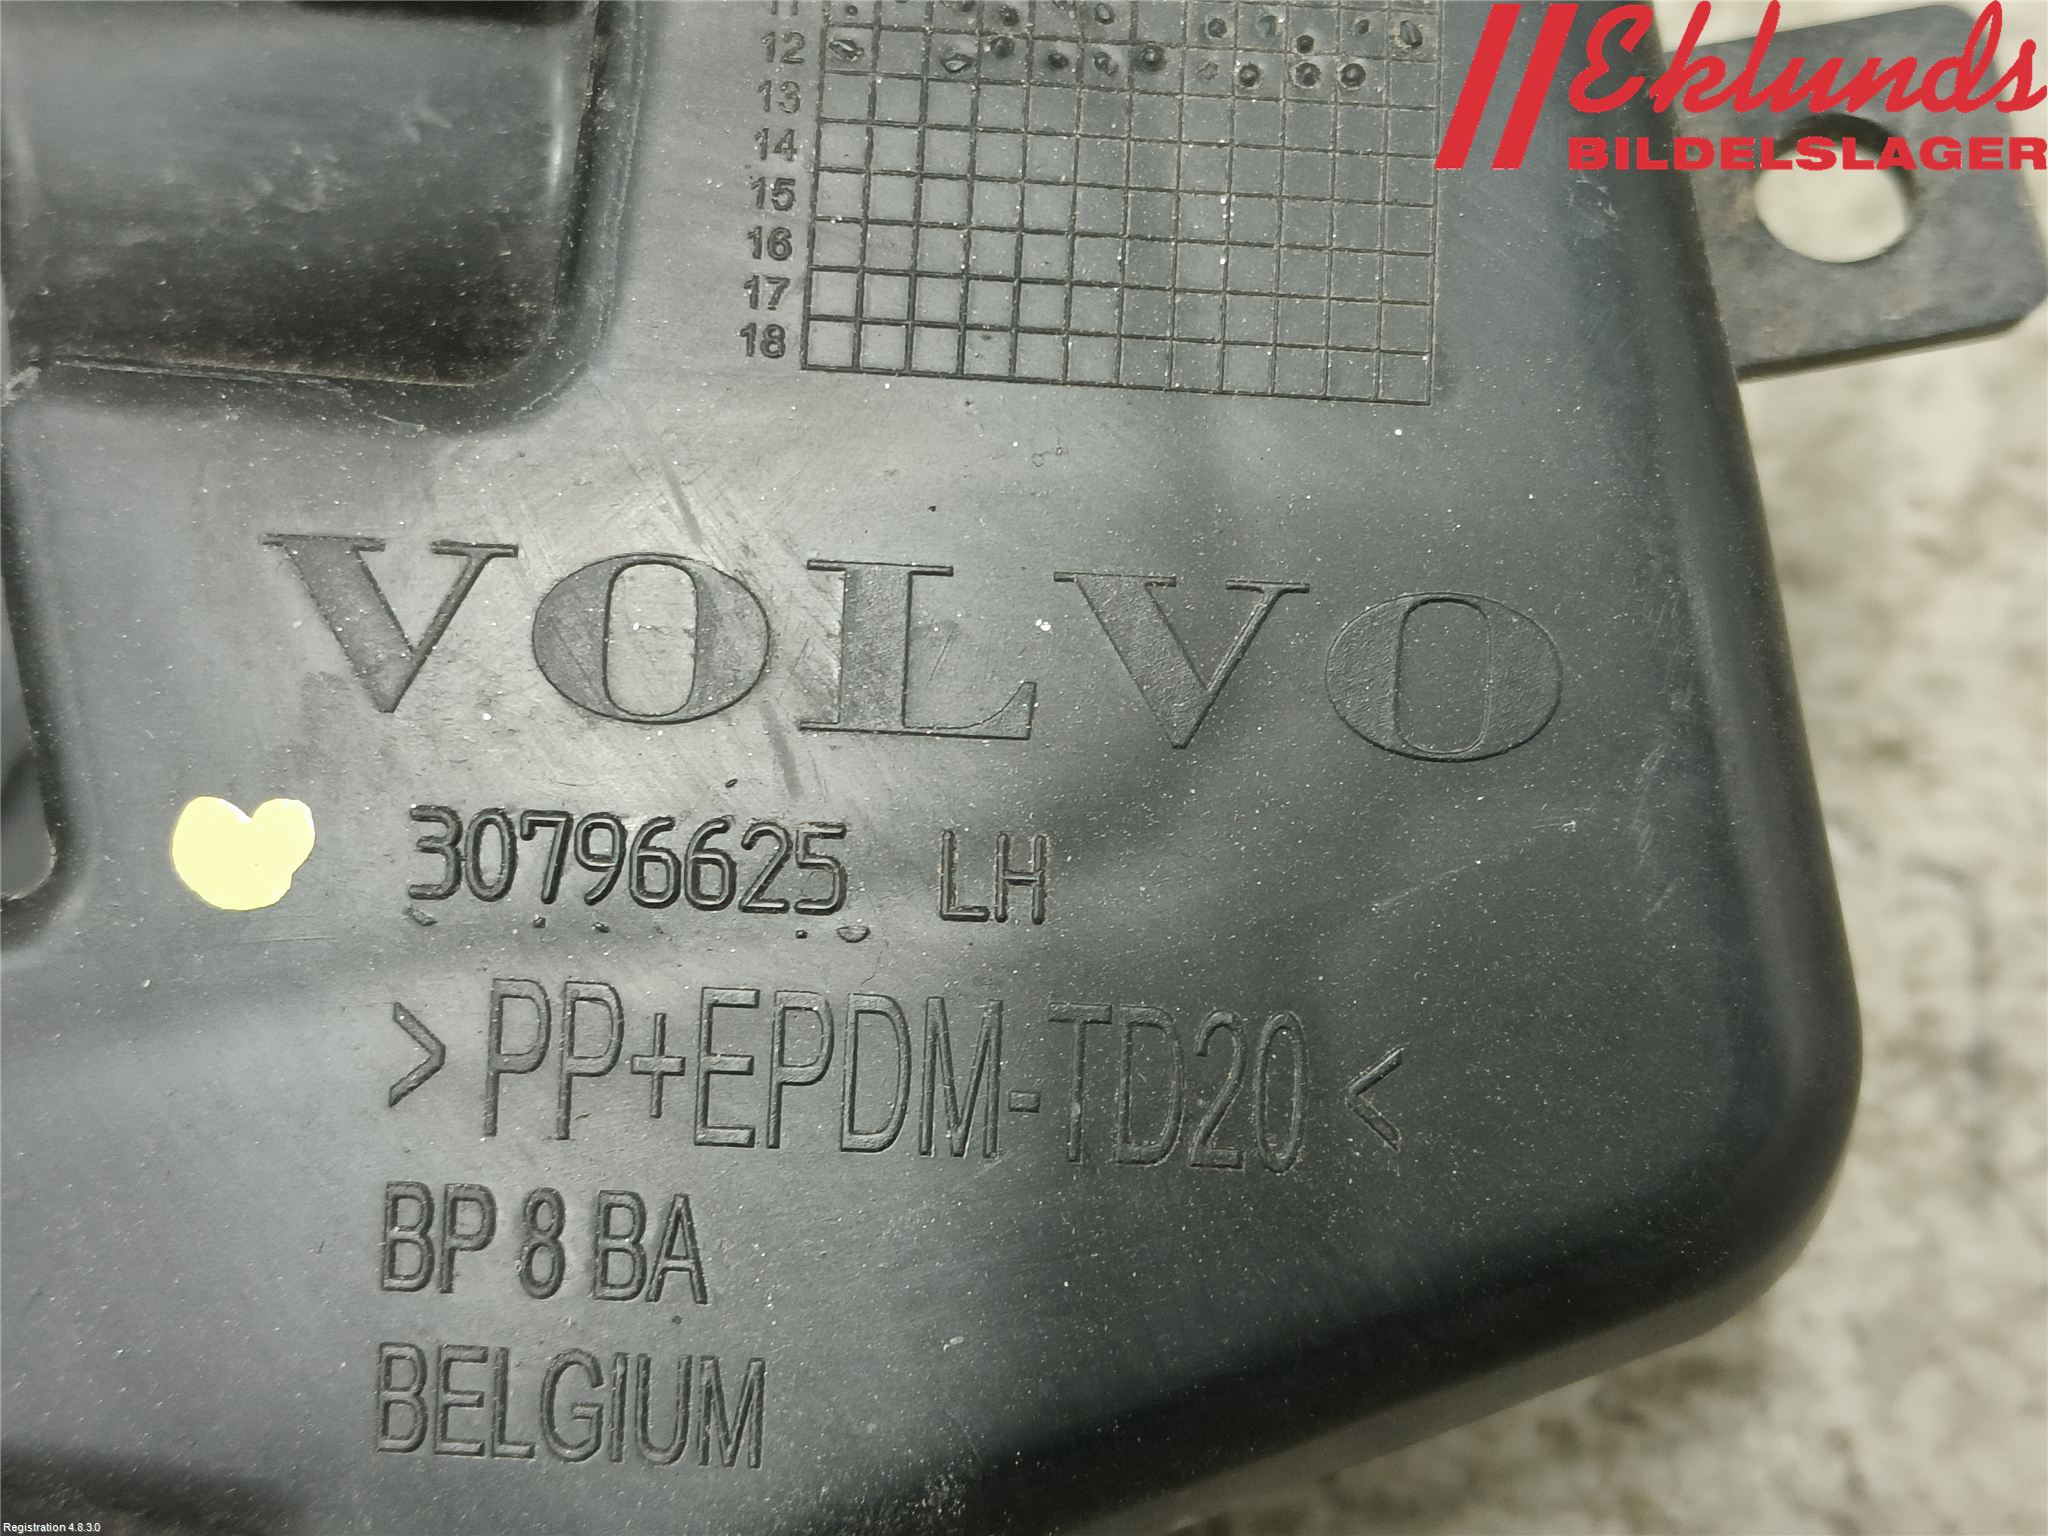 11
12
13
14
15
16
17
18
Eklunds
BILDELSLAGER
VOLVO
30796625 LH
>PP+EPDM-TD20<
BP 8 BA
BELGIUM
Registration 4.8.3.0